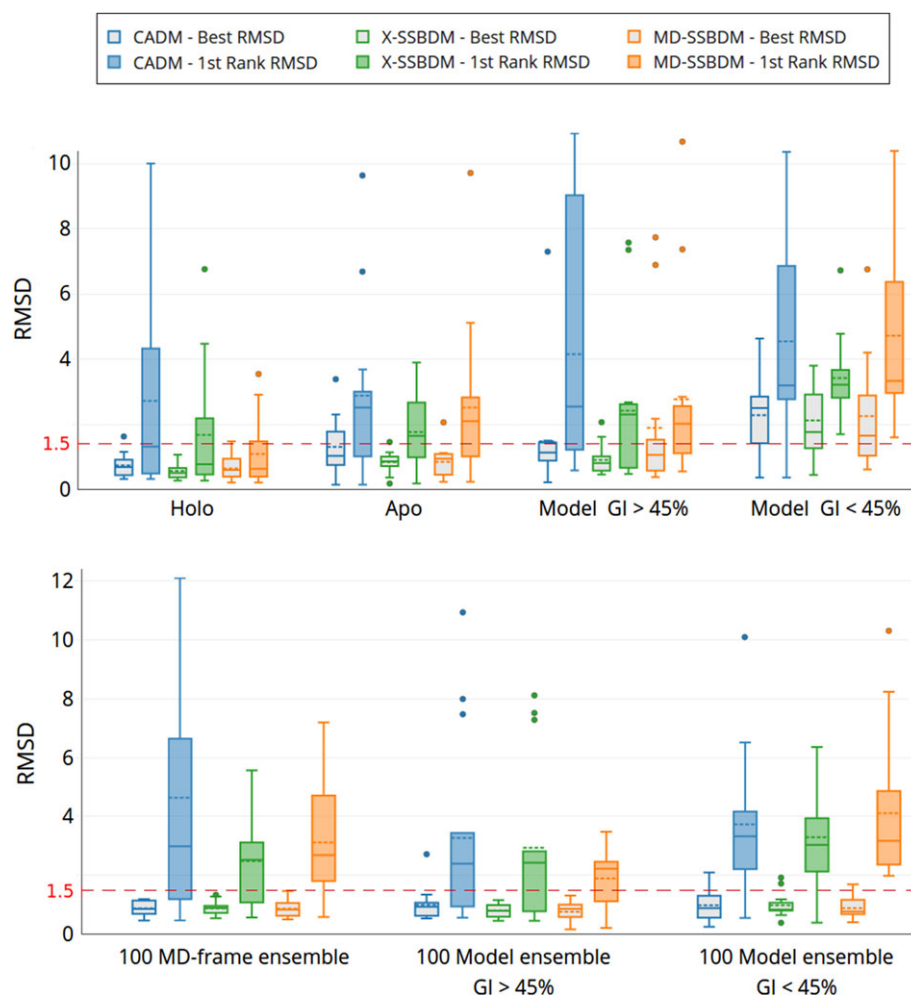 CADM - Best RMSD
X-SSBDM - Best RMSD
MD-SSBDM - Best RMSD
CADM - 1st Rank RMSD
X-SSBDM - 1st Rank RMSD
MD-SSBDM - 1st Rank RMSD
10
8
6
4
1.5
0
RMSD
Holo
Apo
Model GI > 45%
Model GI < 45%
12
10
8
6
4
1.5
0
RMSD
100 MD-frame ensemble
100 Model ensemble
GI > 45%
100 Model ensemble
GI < 45%